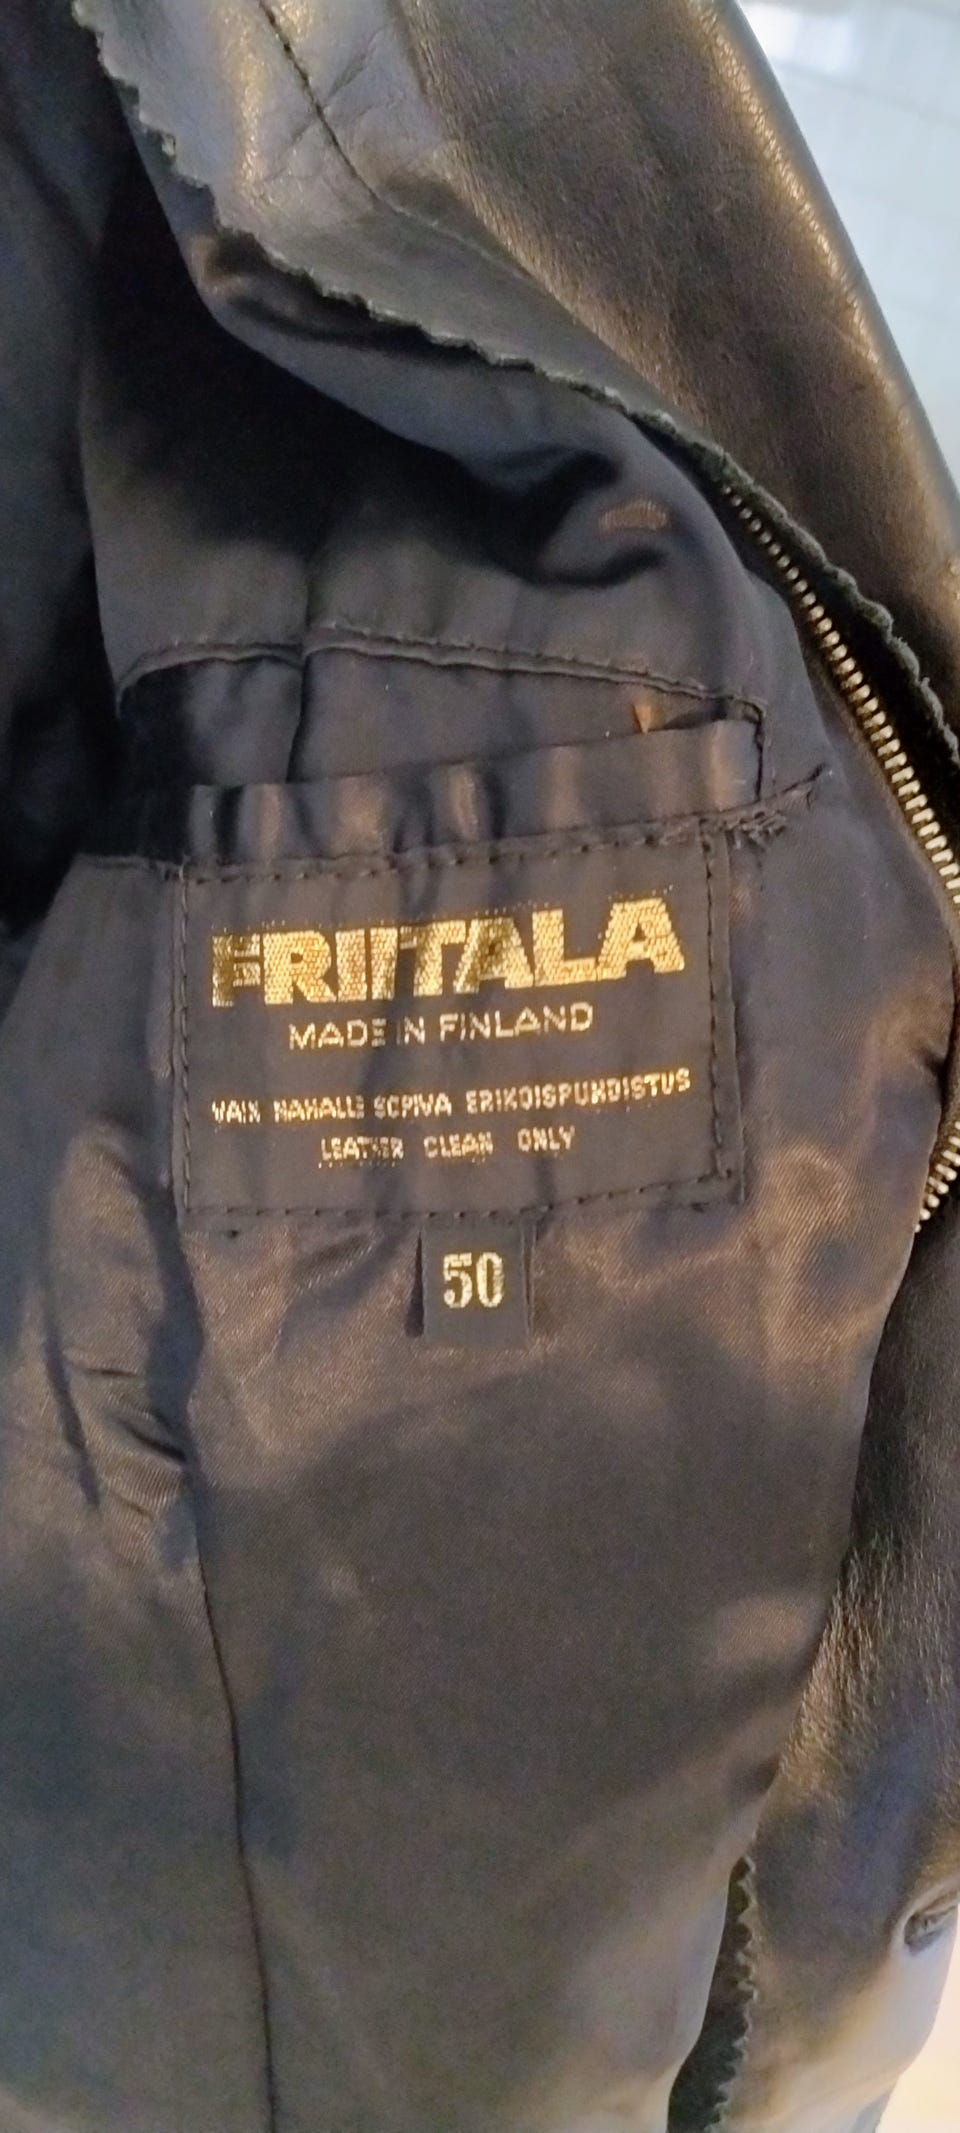 FRIITALA
MADE IN FINLAND
VAIN NAHALLE SOPIVA ERIKOISPUHDISTUS
LEATHER CLEAN ONLY
50